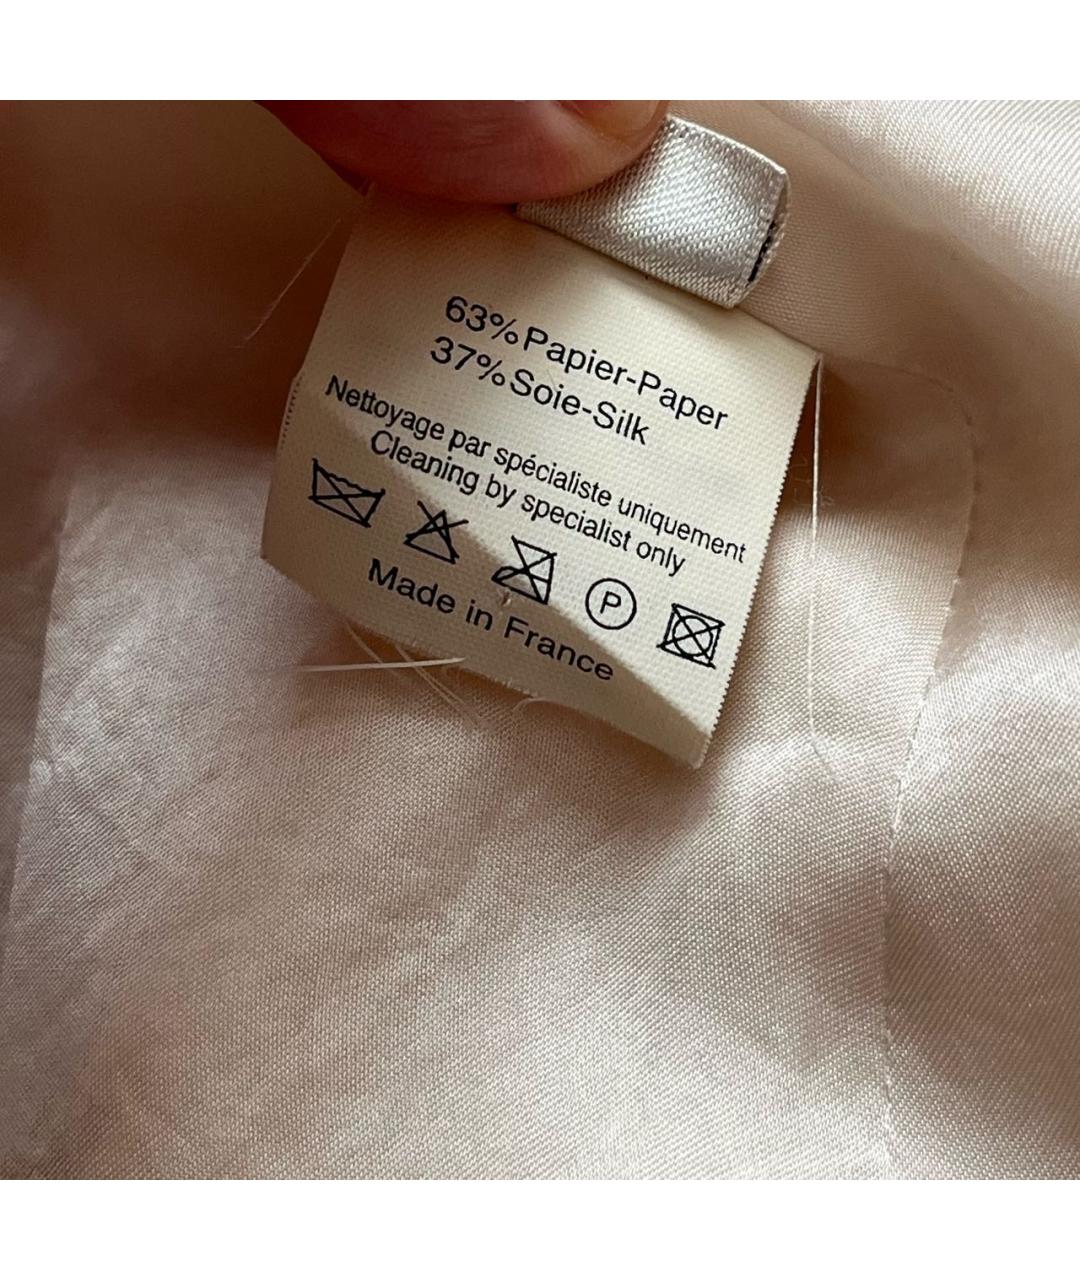 63%Papier-Paper
37%Soie-Silk
Nettoyage par spécialiste uniquement
Cleaning by specialist only
P
Made in France